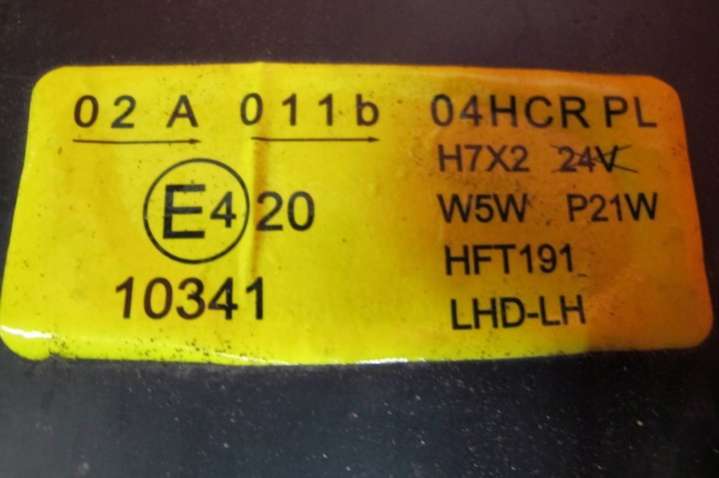 02 A 011b 04HCR PL
H7X2 24V
E4 20 W5W P21W
10341 HFT191
LHD-LH